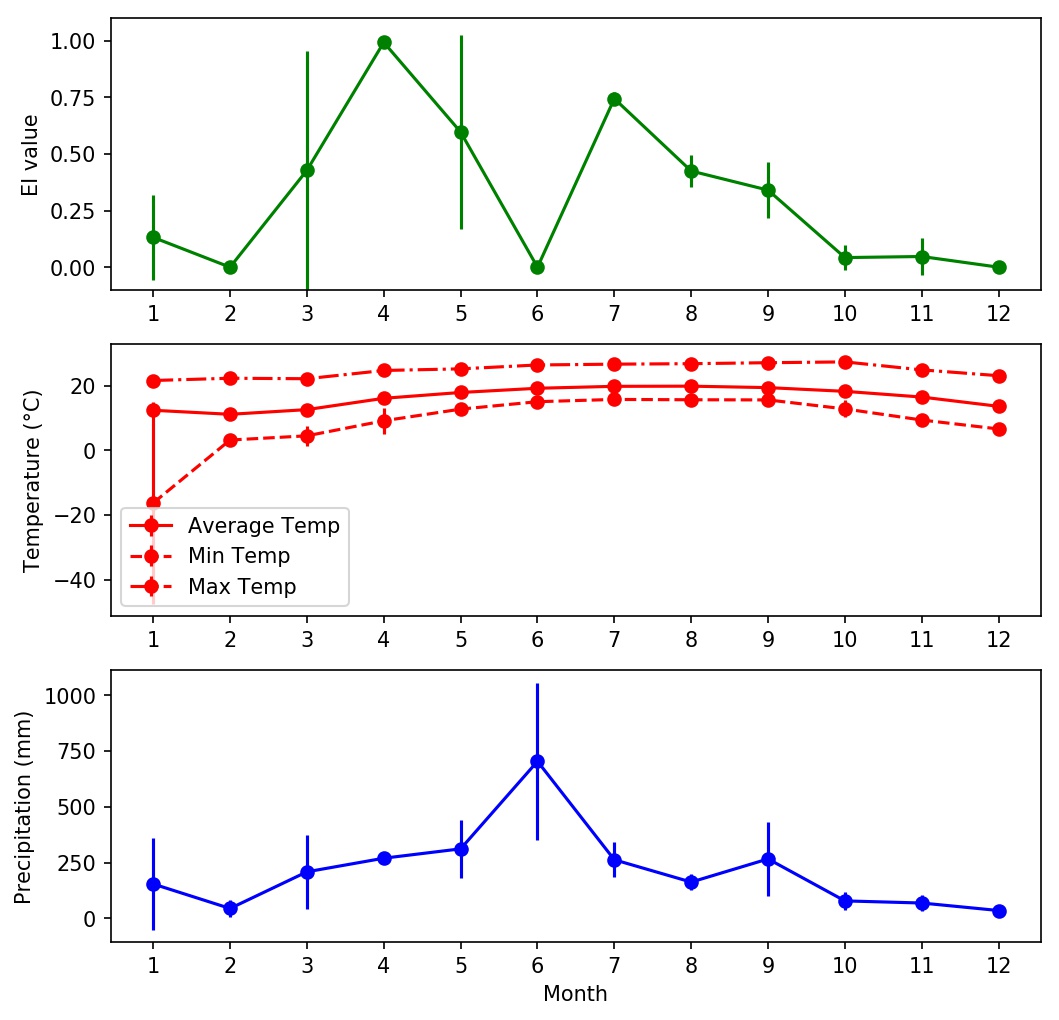 EI value
1.00
0.75
0.50
0.25
0.00
1 2 3 4 5 6 7 8 9 10 11 12
Temperature (°C)
20
0
−20
−40
Average Temp
Min Temp
Max Temp
1 2 3 4 5 6 7 8 9 10 11 12
Precipitation (mm)
1000
750
500
250
0
1 2 3 4 5 6 7 8 9 10 11 12
Month